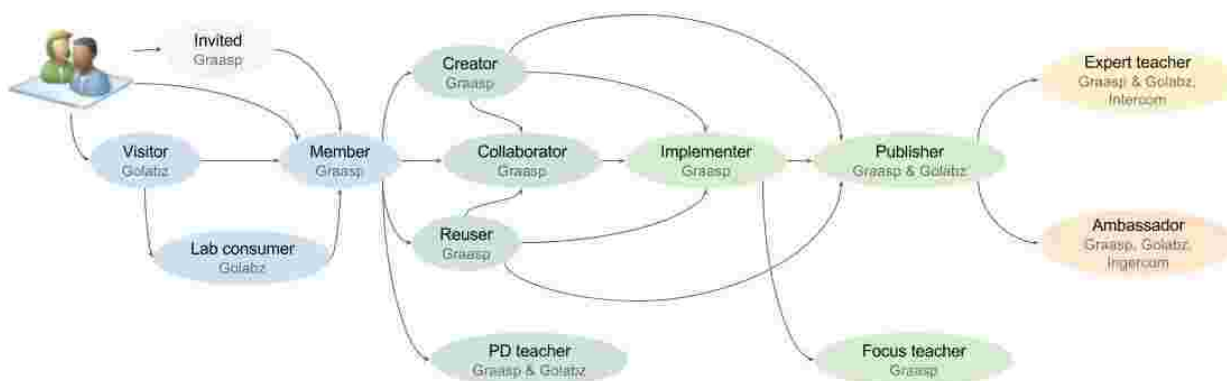 Invited
Graasp
Visitor
Golabz
Lab consumer
Golabz
Member
Graasp
Creator
Graasp
Collaborator
Graasp
Reuser
Graasp
PD teacher
Graasp & Golabz
Implementer
Graasp
Publisher
Graasp & Golabz
Focus teacher
Graasp
Expert teacher
Graasp & Golabz,
Intercom
Ambassador
Graasp, Golabz,
Ingercom